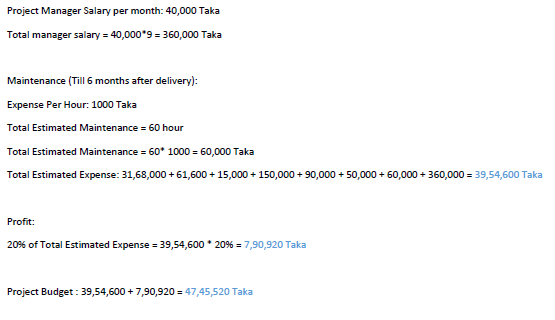 Project Manager Salary per month: 40,000 Taka
Total manager salary = 40,000*9 = 360,000 Taka
Maintenance (Till 6 months after delivery):
Expense Per Hour: 1000 Taka
Total Estimated Maintenance = 60 hour
Total Estimated Maintenance = 60* 1000 = 60,000 Taka
Total Estimated Expense: 31,68,000 + 61,600 + 15,000 + 150,000 + 90,000 + 50,000 + 60,000 + 360,000 = 39,54,600 Taka
Profit:
20% of Total Estimated Expense = 39,54,600 * 20% = 7,90,920 Taka
Project Budget : 39,54,600 + 7,90,920 = 47,45,520 Taka